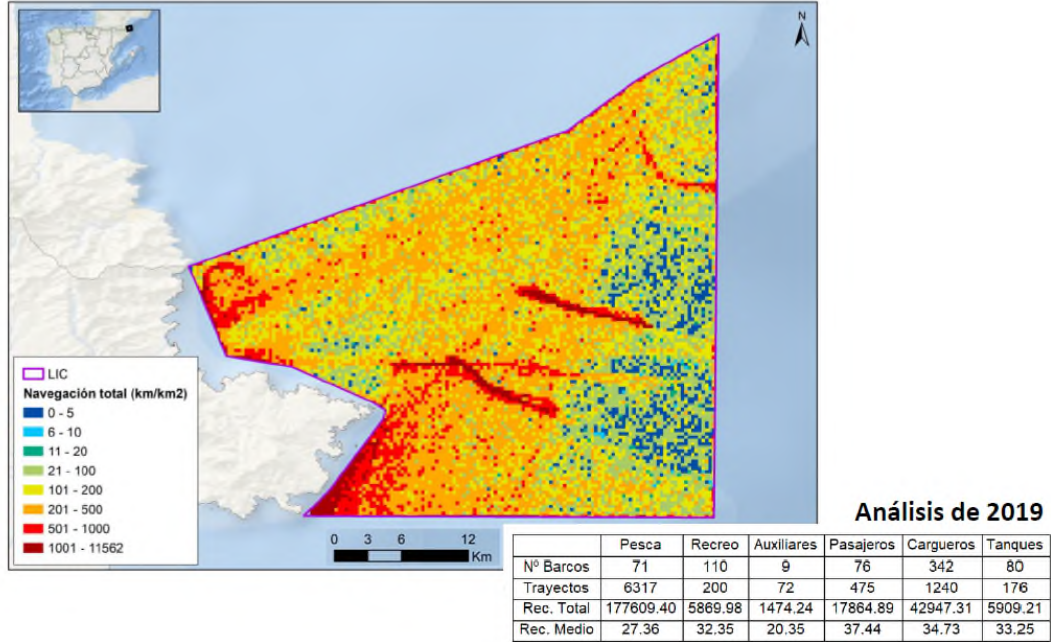 N
LIC
Navegación total (km/km2)
0 - 5
6 - 10
11 - 20
21 - 100
101 - 200
201 - 500
501 - 1000
1001 - 11562
0 3 6 12
Km
Análisis de 2019
Pesca Recreo Auxiliares Pasajeros Cargueros Tanques
Nº Barcos 71 110 9 76 342 80
Trayectos 6317 200 72 475 1240 176
Rec. Total 177609.40 5869.98 1474.24 17864.89 42947.31 5909.21
Rec. Medio 27.36 32.35 20.35 37.44 34.73 33.25